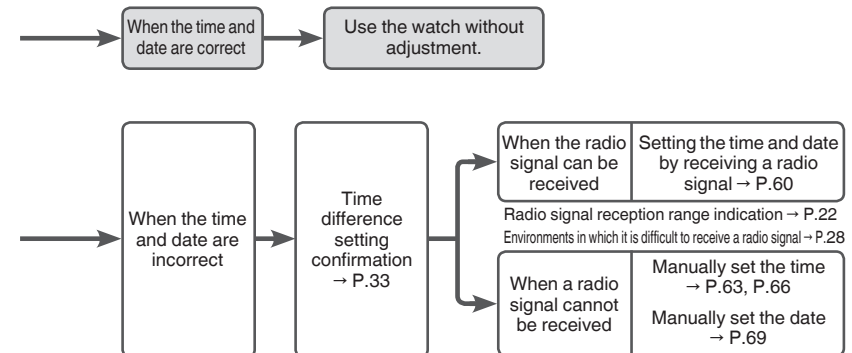 When the time and
date are correct
Use the watch without
adjustment.
When the time
and date are
incorrect
Time
difference
setting
confirmation
→ P.33
When the radio
signal can be
received
Setting the time and date
by receiving a radio
signal → P.60
Radio signal reception range indication → P.22
Environments in which it is difficult to receive a radio signal → P.28
When a radio
signal cannot
be received
Manually set the time
→ P.63, P.66
Manually set the date
→ P.69